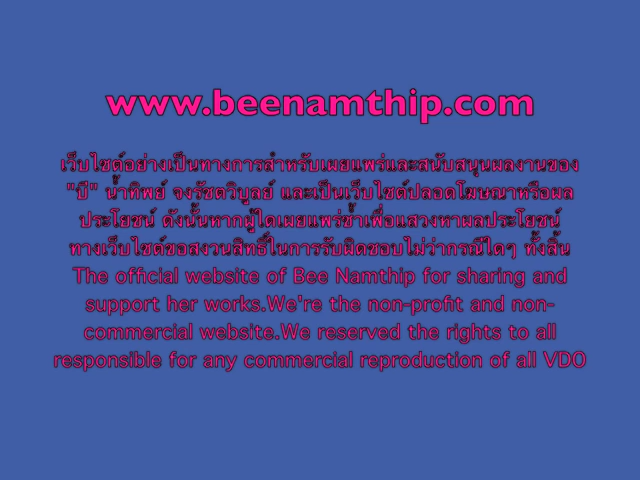 www.beenamthip.com
เว็บไซต์อย่างเป็นทางการสำหรับเผยแพร่และสนับสนุนผลงานของ
"บี" น้ำทิพย์ จงรัชตวิบูลย์ และเป็นเว็บไซต์ปลอดโฆษณาหรือผล
ประโยชน์ ดังนั้นหากผู้ใดเผยแพร่ซ้ำเพื่อแสวงหาผลประโยชน์
ทางเว็บไซต์ขอสงวนสิทธิ์ในการรับผิดชอบไม่ว่ากรณีใดๆ ทั้งสิ้น
The official website of Bee Namthip for sharing and
support her works.We're the non-profit and non-
commercial website.We reserved the rights to all
responsible for any commercial reproduction of all VDO